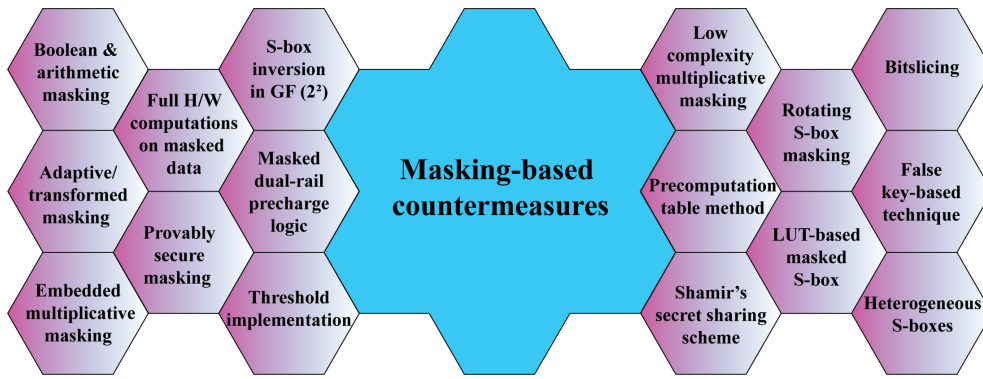 Boolean &
arithmetic
masking
Adaptive/
transformed
masking
Embedded
multiplicative
masking
Full H/W
computations
on masked
data
Provably
secure
masking
S-box
inversion
in GF (2²)
Masked
dual-rail
precharge
logic
Threshold
implementation
Masking-based
countermeasures
Low
complexity
multiplicative
masking
Precomputation
table method
Shamir's
secret sharing
scheme
Rotating
S-box
masking
LUT-based
masked
S-box
Bitslicing
False
key-based
technique
Heterogeneous
S-boxes